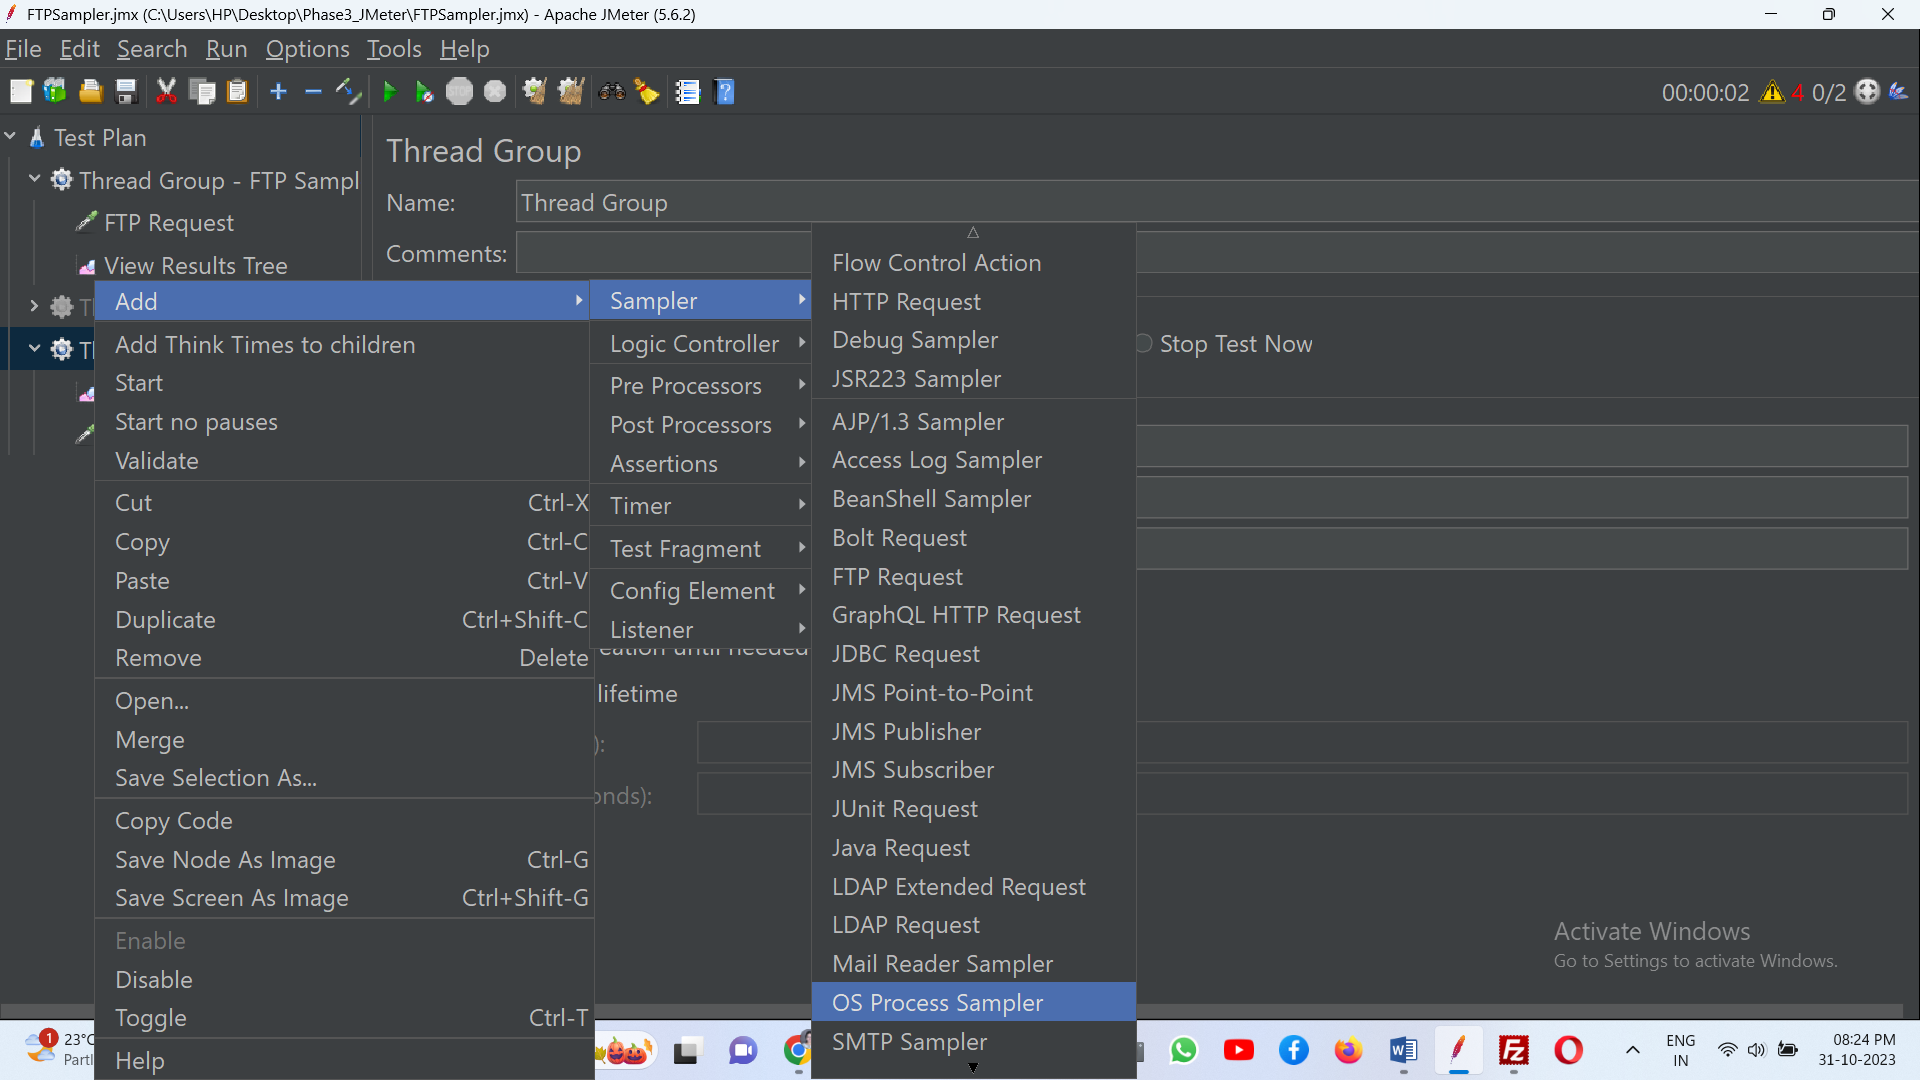 FTPSampler.jmx (C:\Users\HP\Desktop\Phase3_JMeter\FTPSampler.jmx) - Apache JMeter (5.6.2)
File Edit Search Run Options Tools Help
00:00:02 4 0/2
Test Plan
Thread Group - FTP Sampl
FTP Request
View Results Tree
Thread Group
Name: Thread Group
Comments:
Stop Test Now
lifetime
Add
Add Think Times to children
Start
Start no pauses
Validate
Cut Ctrl-X
Copy Ctrl-C
Paste Ctrl-V
Duplicate Ctrl+Shift-C
Remove Delete
Open...
Merge
Save Selection As...
Copy Code
Save Node As Image Ctrl-G
Save Screen As Image Ctrl+Shift-G
Enable
Disable
Toggle Ctrl-T
Help
Sampler
Logic Controller
Pre Processors
Post Processors
Assertions
Timer
Test Fragment
Config Element
Listener
Flow Control Action
HTTP Request
Debug Sampler
JSR223 Sampler
AJP/1.3 Sampler
Access Log Sampler
BeanShell Sampler
Bolt Request
FTP Request
GraphQL HTTP Request
JDBC Request
JMS Point-to-Point
JMS Publisher
JMS Subscriber
JUnit Request
Java Request
LDAP Extended Request
LDAP Request
Mail Reader Sampler
OS Process Sampler
SMTP Sampler
Activate Windows
Go to Settings to activate Windows.
1
23°C
Partl
ENG
IN
08:24 PM
31-10-2023